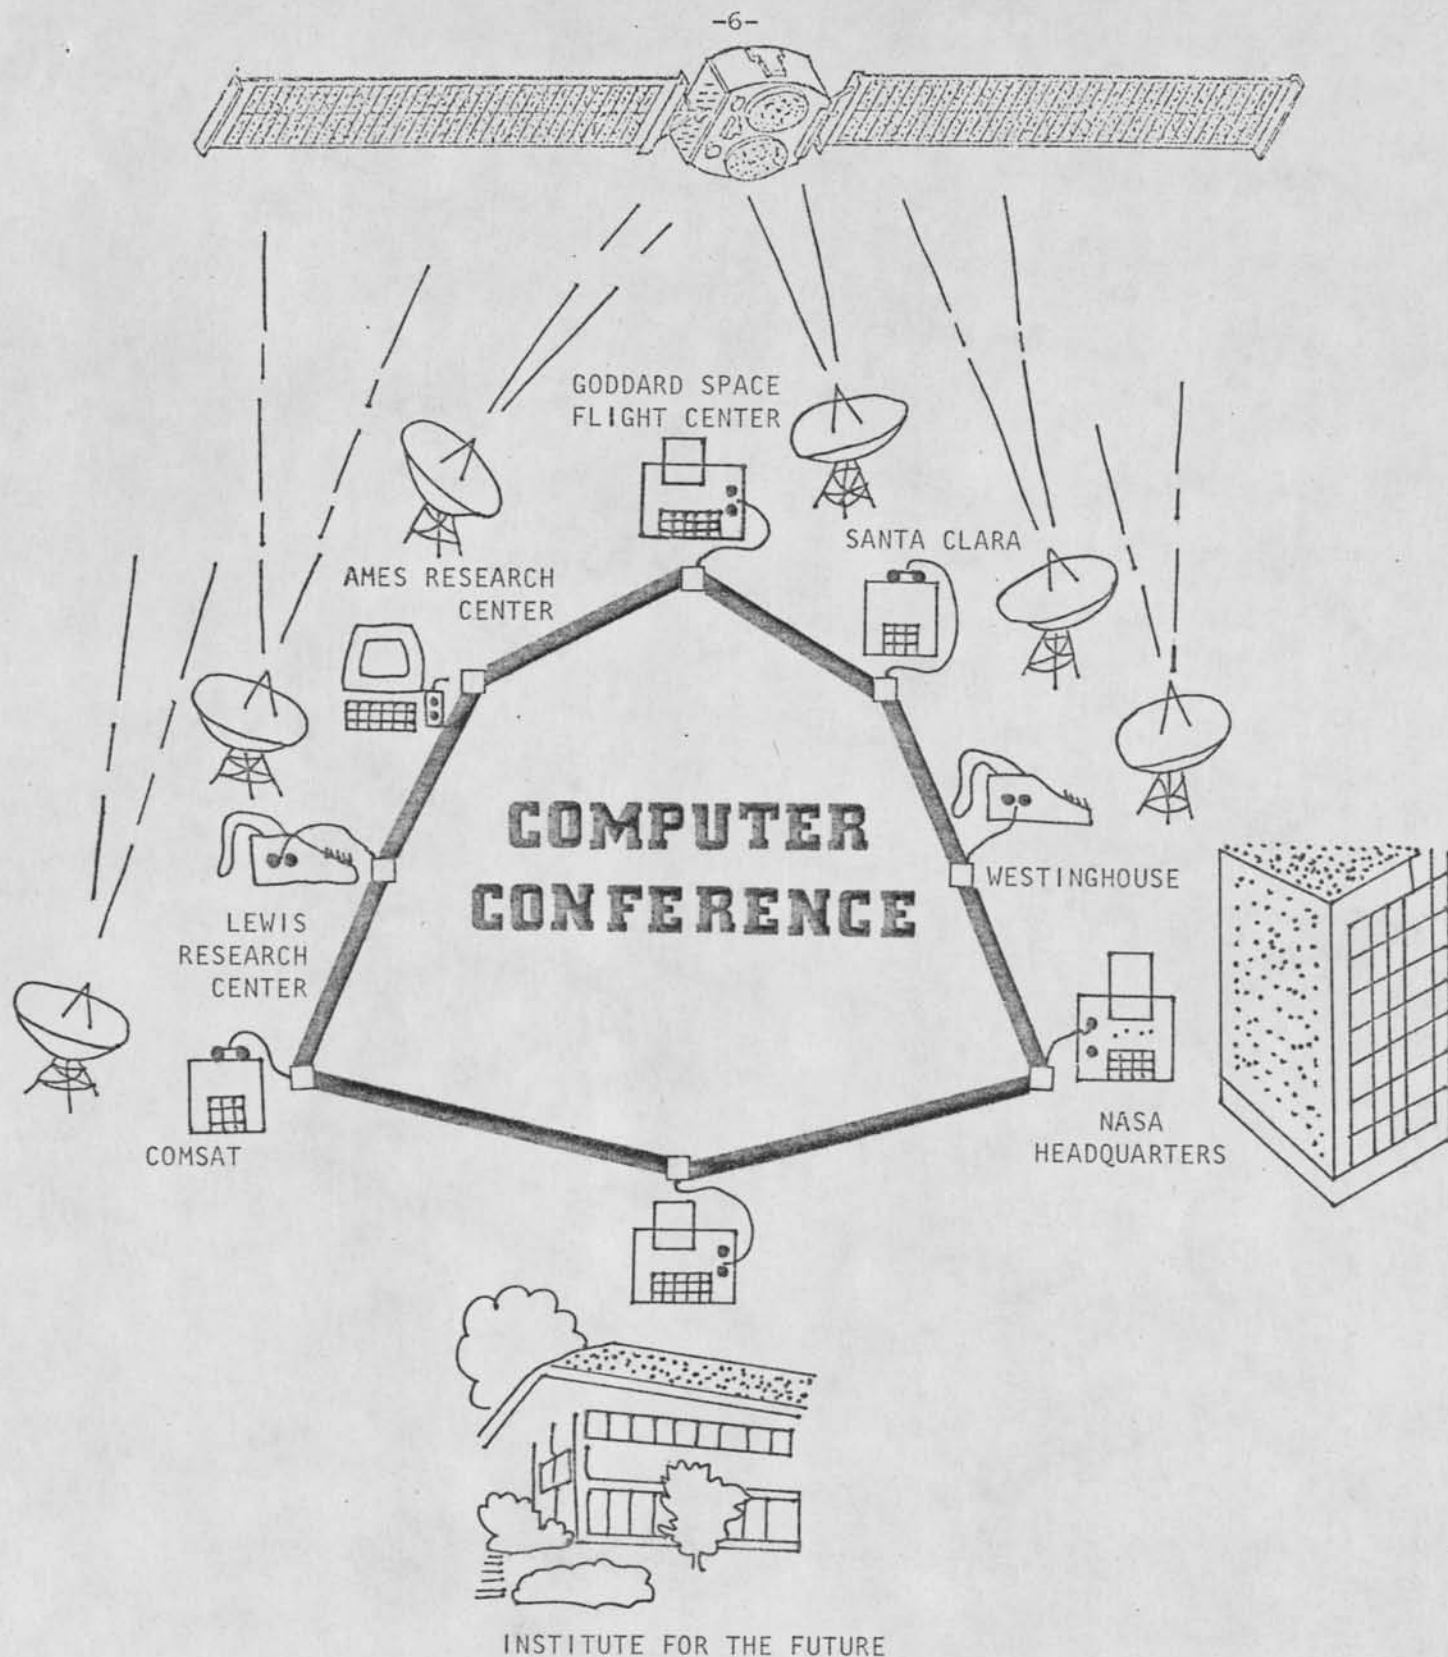 -6-
GODDARD SPACE
FLIGHT CENTER
SANTA CLARA
AMES RESEARCH
CENTER
COMPUTER
CONFERENCE
WESTINGHOUSE
LEWIS
RESEARCH
CENTER
COMSAT
NASA
HEADQUARTERS
INSTITUTE FOR THE FUTURE